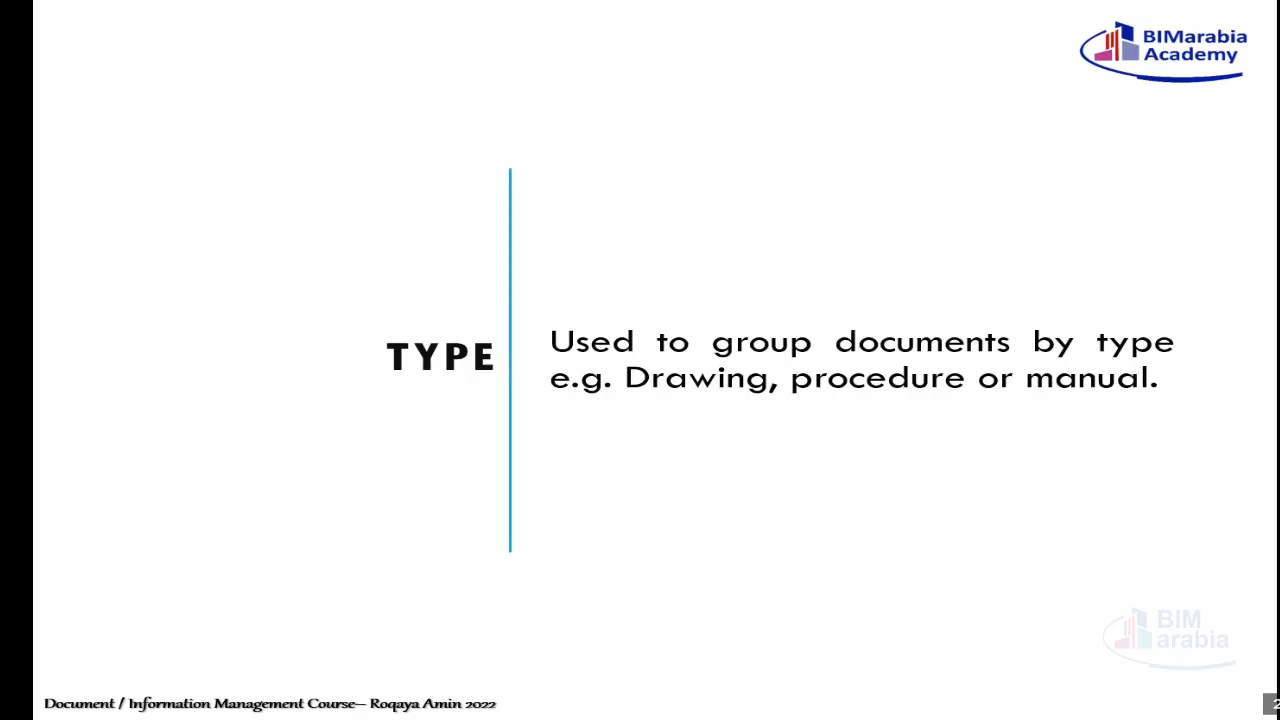 BIMarabia
Academy
TYPE
Used to group documents by type
e.g. Drawing, procedure or manual.
BIM
arabia
Document / Information Management Course– Roqaya Amin 2022